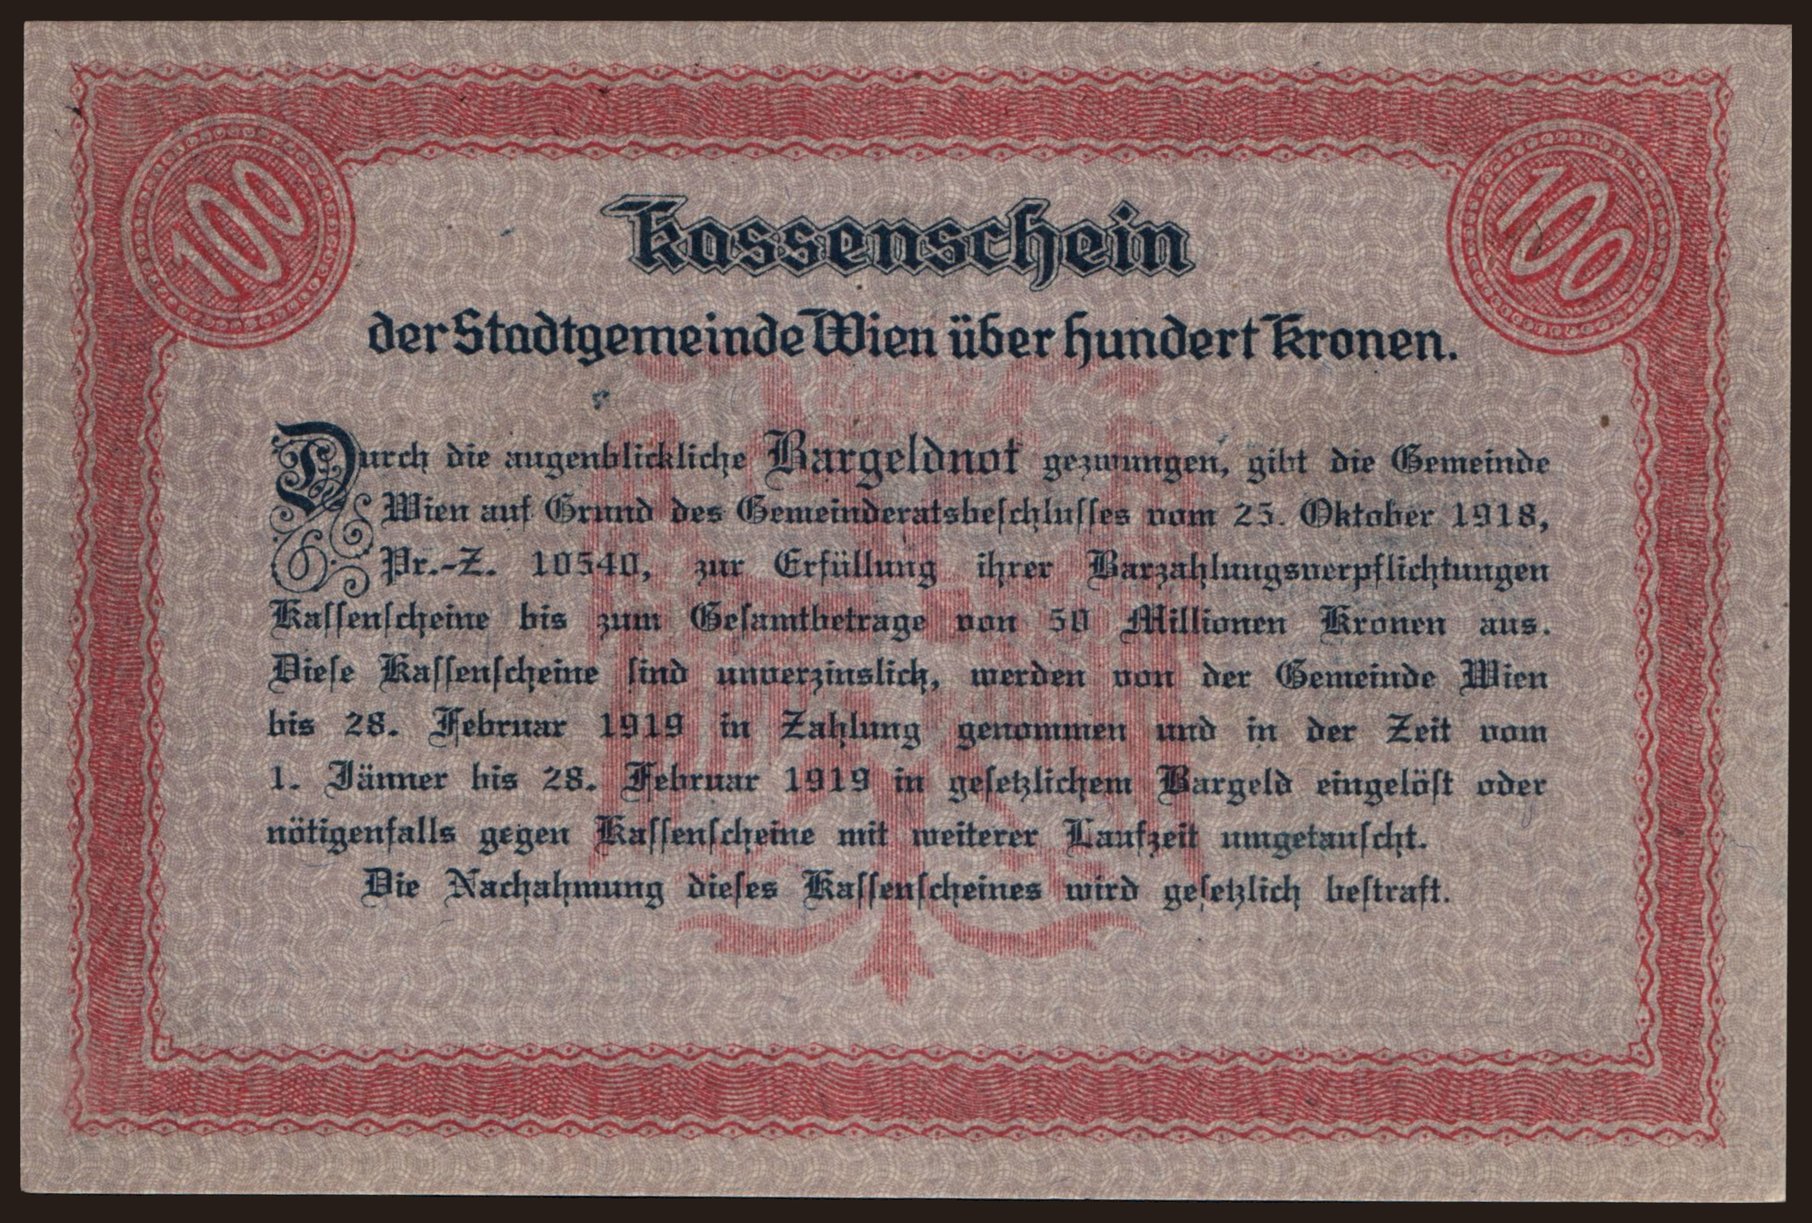 100
100
Kassenschein
der Stadtgemeinde Wien über hundert Kronen.
Durch die augenblickliche Bargeldnot gezwungen, gibt die Gemeinde
Wien auf Grund des Gemeinderatsbeſchluſſes vom 25. Oktober 1918,
Pr.-Z. 10540, zur Erfüllung ihrer Barzahlungsverpflichtungen
Kaſſenſcheine bis zum Geſamtbetrage von 50 Millionen Kronen aus.
Dieſe Kaſſenſcheine ſind unverzinslich, werden von der Gemeinde Wien
bis 28. Februar 1919 in Zahlung genommen und in der Zeit vom
1. Jänner bis 28. Februar 1919 in geſetzlichem Bargeld eingelöſt oder
nötigenfalls gegen Kaſſenſcheine mit weiterer Laufzeit umgetauſcht.
Die Nachahmung dieſes Kaſſenſcheines wird geſetzlich beſtraft.